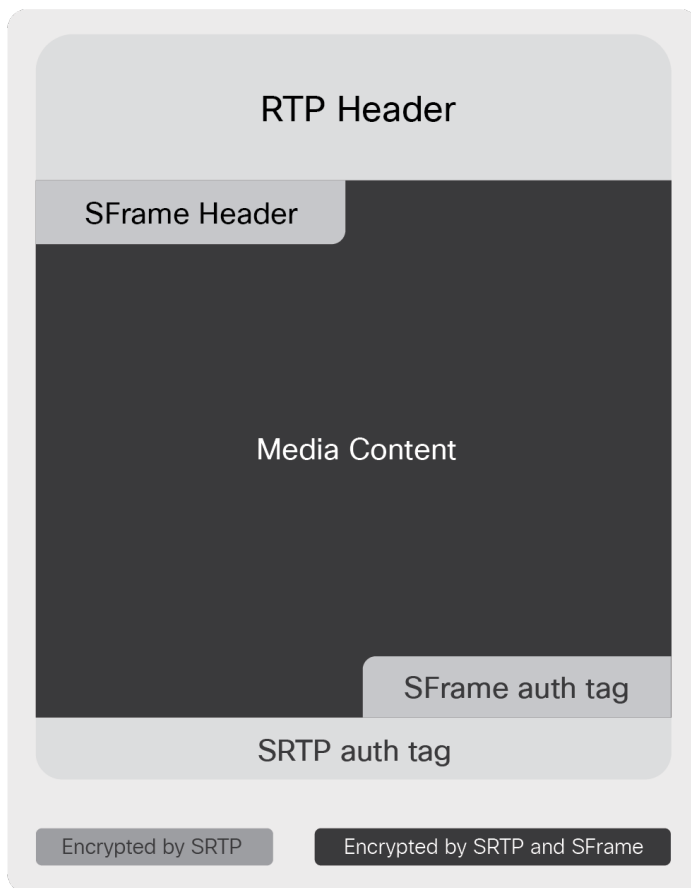 RTP Header
SFrame Header
Media Content
SFrame auth tag
SRTP auth tag
Encrypted by SRTP
Encrypted by SRTP and SFrame